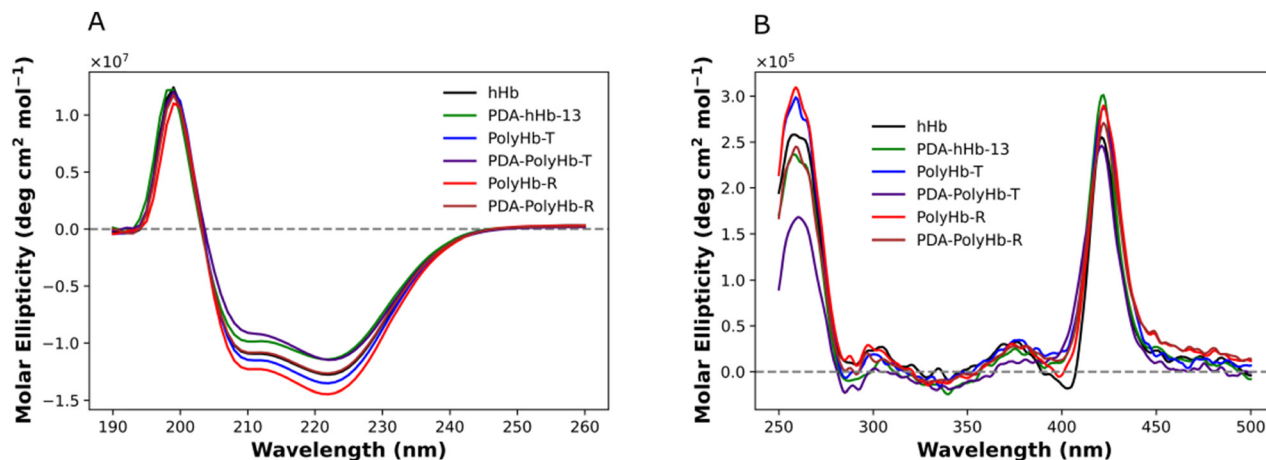 A
×10⁷
Molar Ellipticity (deg cm² mol⁻¹)
1.0
0.5
0.0
−0.5
−1.0
−1.5
hHb
PDA-hHb-13
PolyHb-T
PDA-PolyHb-T
PolyHb-R
PDA-PolyHb-R
190 200 210 220 230 240 250 260
Wavelength (nm)
B
×10⁵
Molar Ellipticity (deg cm² mol⁻¹)
3.0
2.5
2.0
1.5
1.0
0.5
0.0
hHb
PDA-hHb-13
PolyHb-T
PDA-PolyHb-T
PolyHb-R
PDA-PolyHb-R
250 300 350 400 450 500
Wavelength (nm)